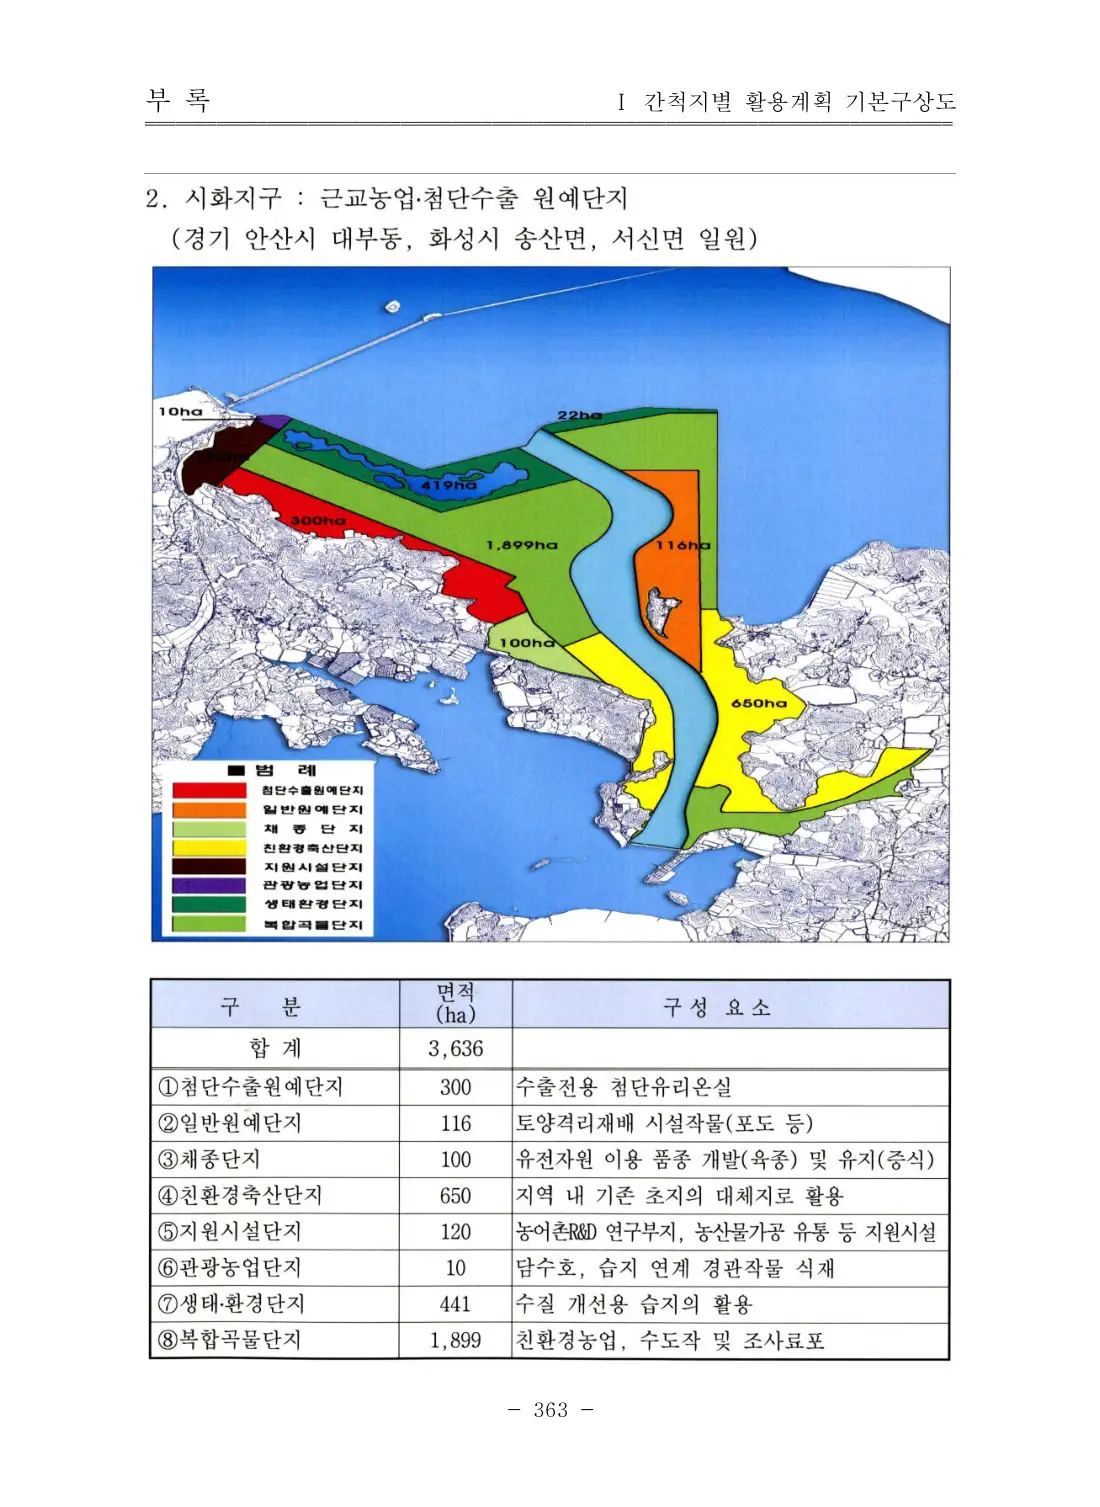 부 록
Ⅰ 간척지별 활용계획 기본구상도
2. 시화지구 : 근교농업·첨단수출 원예단지
(경기 안산시 대부동, 화성시 송산면, 서신면 일원)
10ha
22ha
419ha
300ha
1,899ha
116ha
100ha
650ha
■ 범 례
첨단수출원예단지
일반원예단지
채 종 단 지
친환경축산단지
지원시설단지
관광농업단지
생태환경단지
복합곡물단지
구 분 면적(ha) 구성 요소
합 계 3,636
①첨단수출원예단지 300 수출전용 첨단유리온실
②일반원예단지 116 토양격리재배 시설작물(포도 등)
③채종단지 100 유전자원 이용 품종 개발(육종) 및 유지(증식)
④친환경축산단지 650 지역 내 기존 초지의 대체지로 활용
⑤지원시설단지 120 농어촌R&D 연구부지, 농산물가공 유통 등 지원시설
⑥관광농업단지 10 담수호, 습지 연계 경관작물 식재
⑦생태·환경단지 441 수질 개선용 습지의 활용
⑧복합곡물단지 1,899 친환경농업, 수도작 및 조사료포
- 363 -